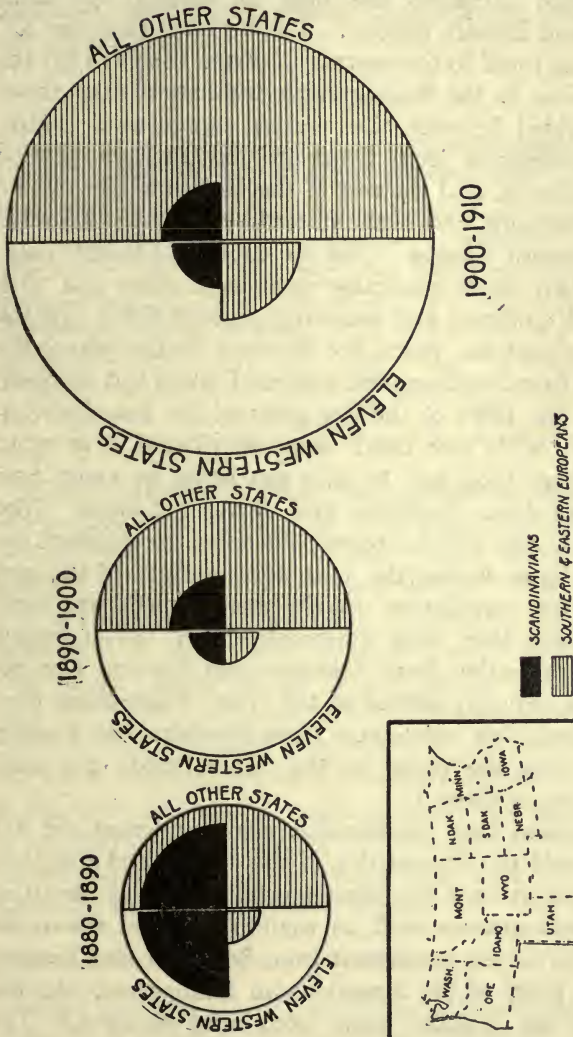 1880-1890
ALL OTHER STATES
ELEVEN WESTERN STATES
1890-1900
ALL OTHER STATES
ELEVEN WESTERN STATES
ALL OTHER STATES
ELEVEN WESTERN STATES
1900-1910
SCANDINAVIANS
SOUTHERN & EASTERN EUROPEANS
WASH.
ORE
MONT
IDAHO
WYO
UTAH
N DAK
S DAK
NEBR
MINN
IOWA